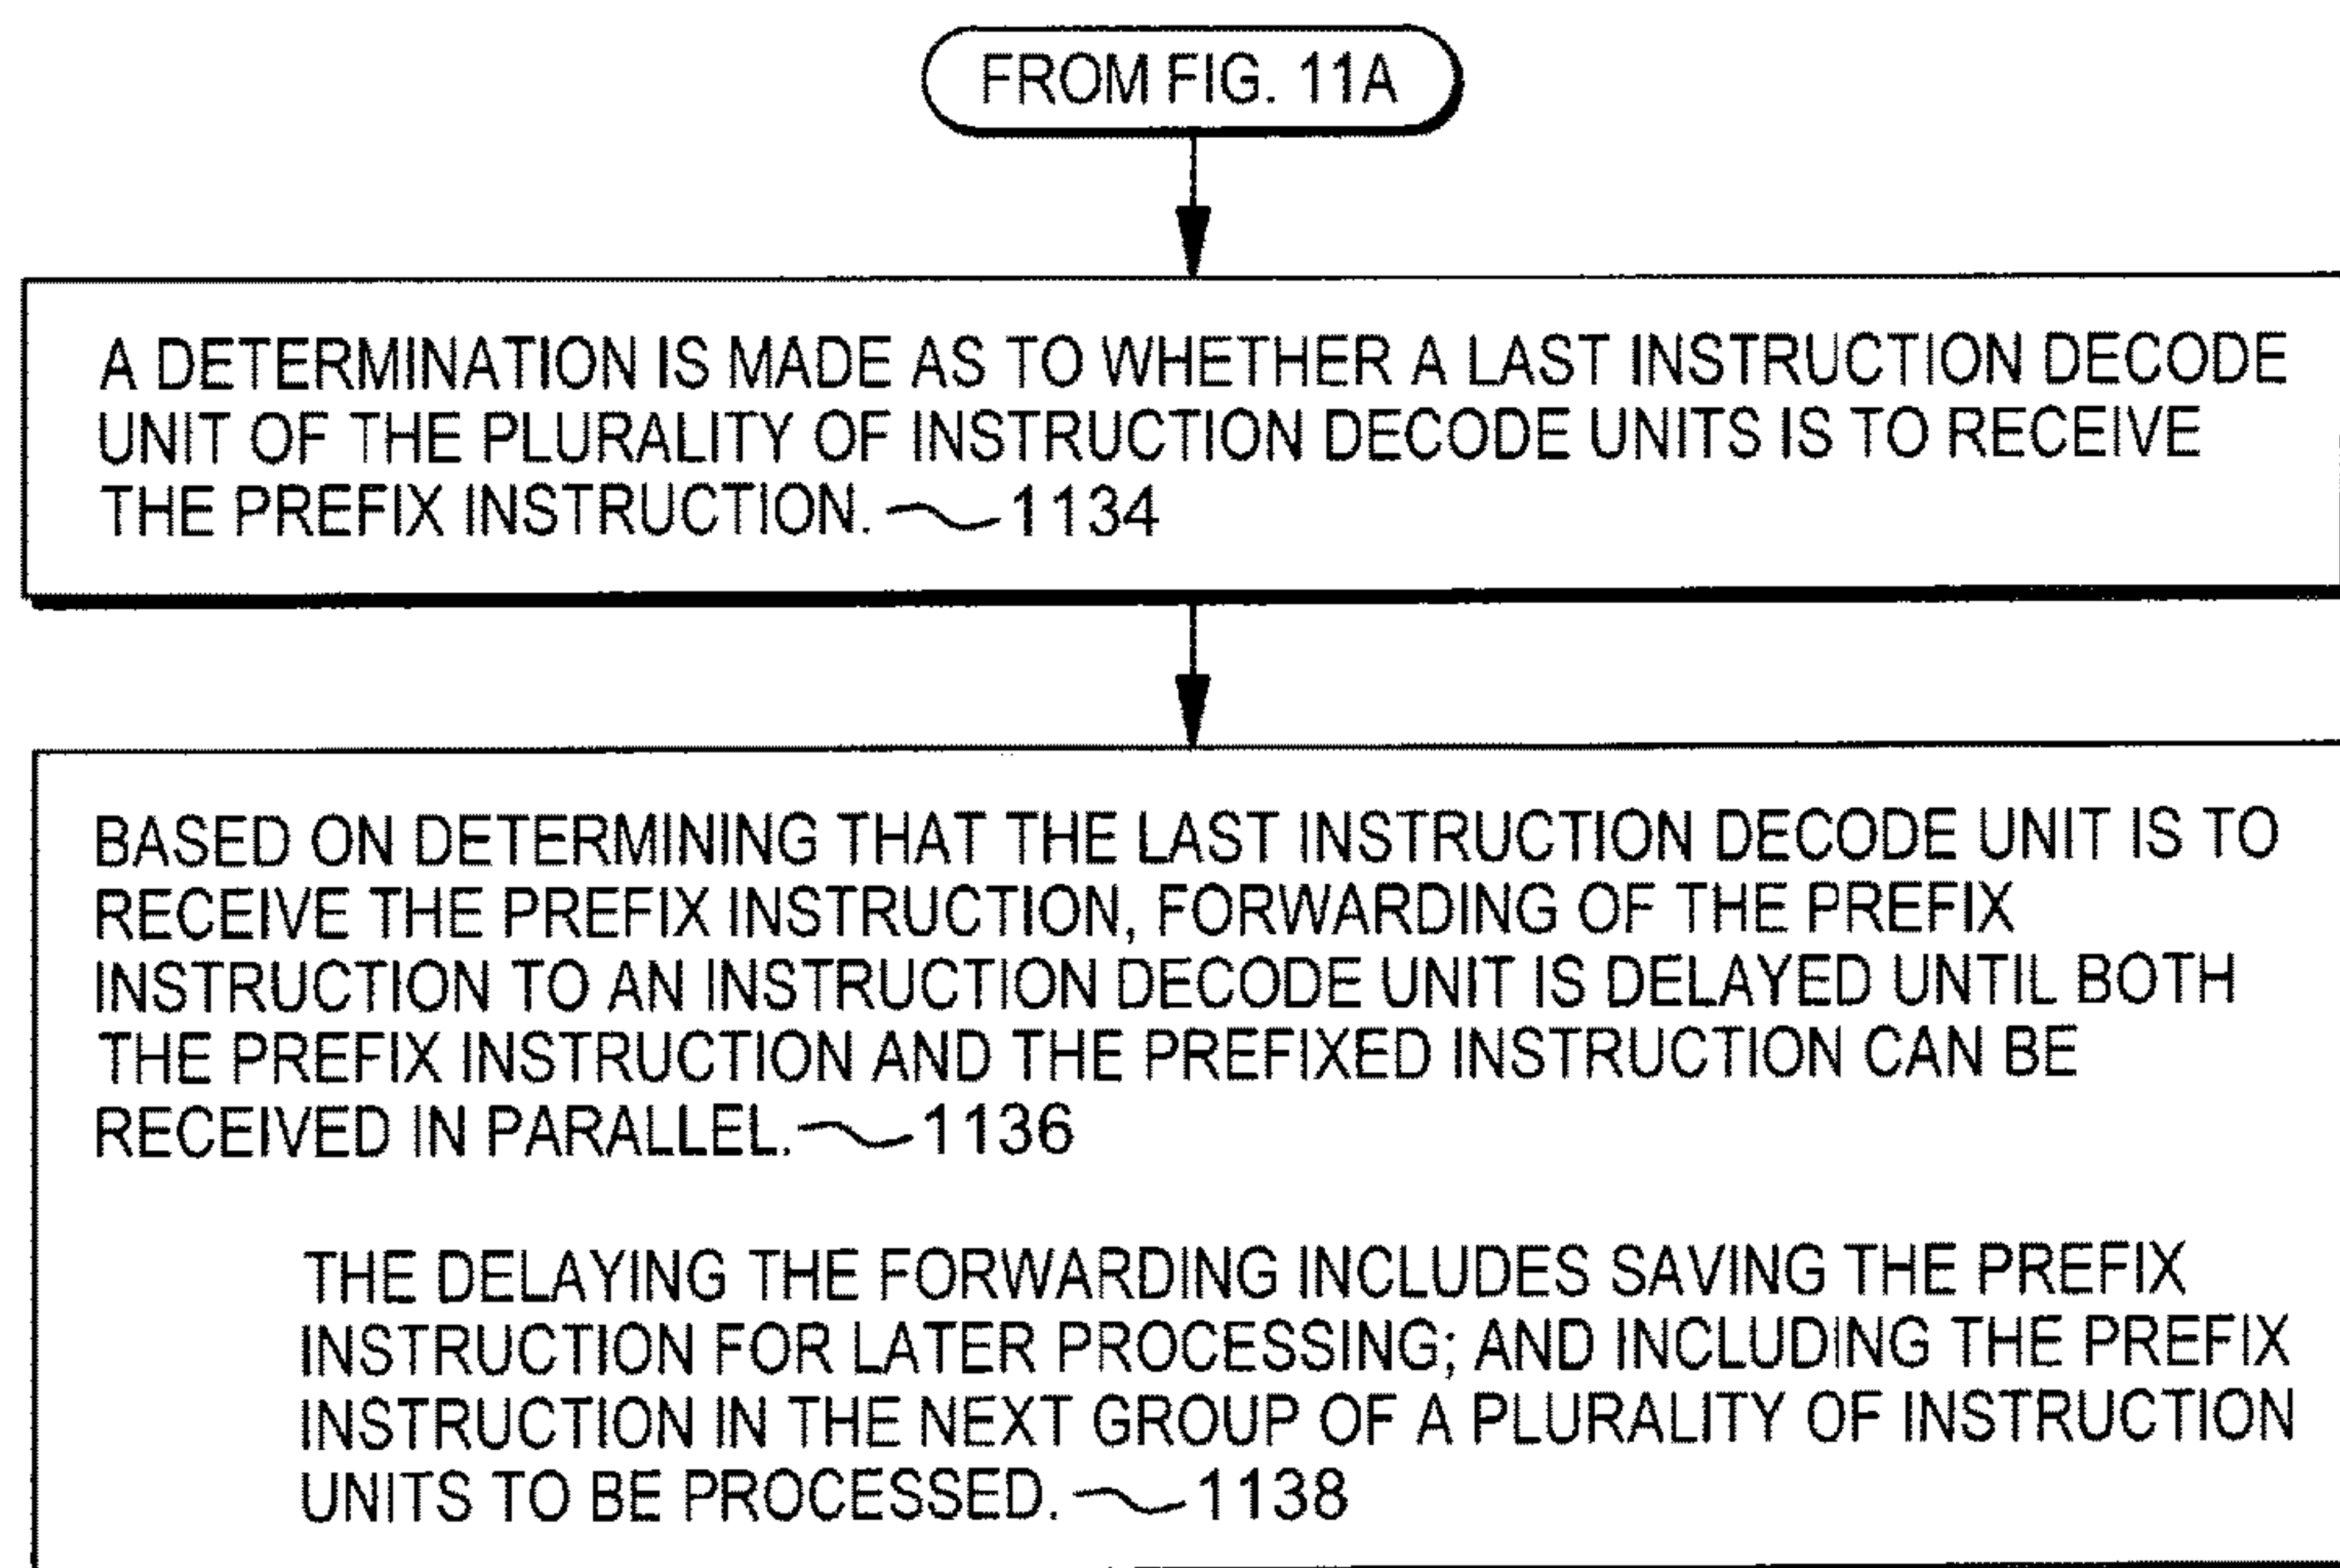 FROM FIG. 11A
A DETERMINATION IS MADE AS TO WHETHER A LAST INSTRUCTION DECODE
UNIT OF THE PLURALITY OF INSTRUCTION DECODE UNITS IS TO RECEIVE
THE PREFIX INSTRUCTION. 1134
BASED ON DETERMINING THAT THE LAST INSTRUCTION DECODE UNIT IS TO
RECEIVE THE PREFIX INSTRUCTION, FORWARDING OF THE PREFIX
INSTRUCTION TO AN INSTRUCTION DECODE UNIT IS DELAYED UNTIL BOTH
THE PREFIX INSTRUCTION AND THE PREFIXED INSTRUCTION CAN BE
RECEIVED IN PARALLEL. 1136
THE DELAYING THE FORWARDING INCLUDES SAVING THE PREFIX
INSTRUCTION FOR LATER PROCESSING; AND INCLUDING THE PREFIX
INSTRUCTION IN THE NEXT GROUP OF A PLURALITY OF INSTRUCTION
UNITS TO BE PROCESSED. 1138